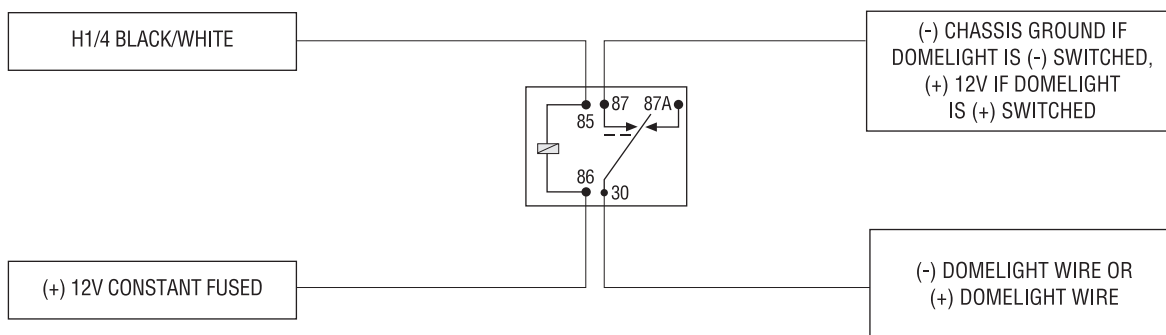 H1/4 BLACK/WHITE
(-) CHASSIS GROUND IF
DOMELIGHT IS (-) SWITCHED,
(+) 12V IF DOMELIGHT
IS (+) SWITCHED
87 87A
85
86
30
(+) 12V CONSTANT FUSED
(-) DOMELIGHT WIRE OR
(+) DOMELIGHT WIRE